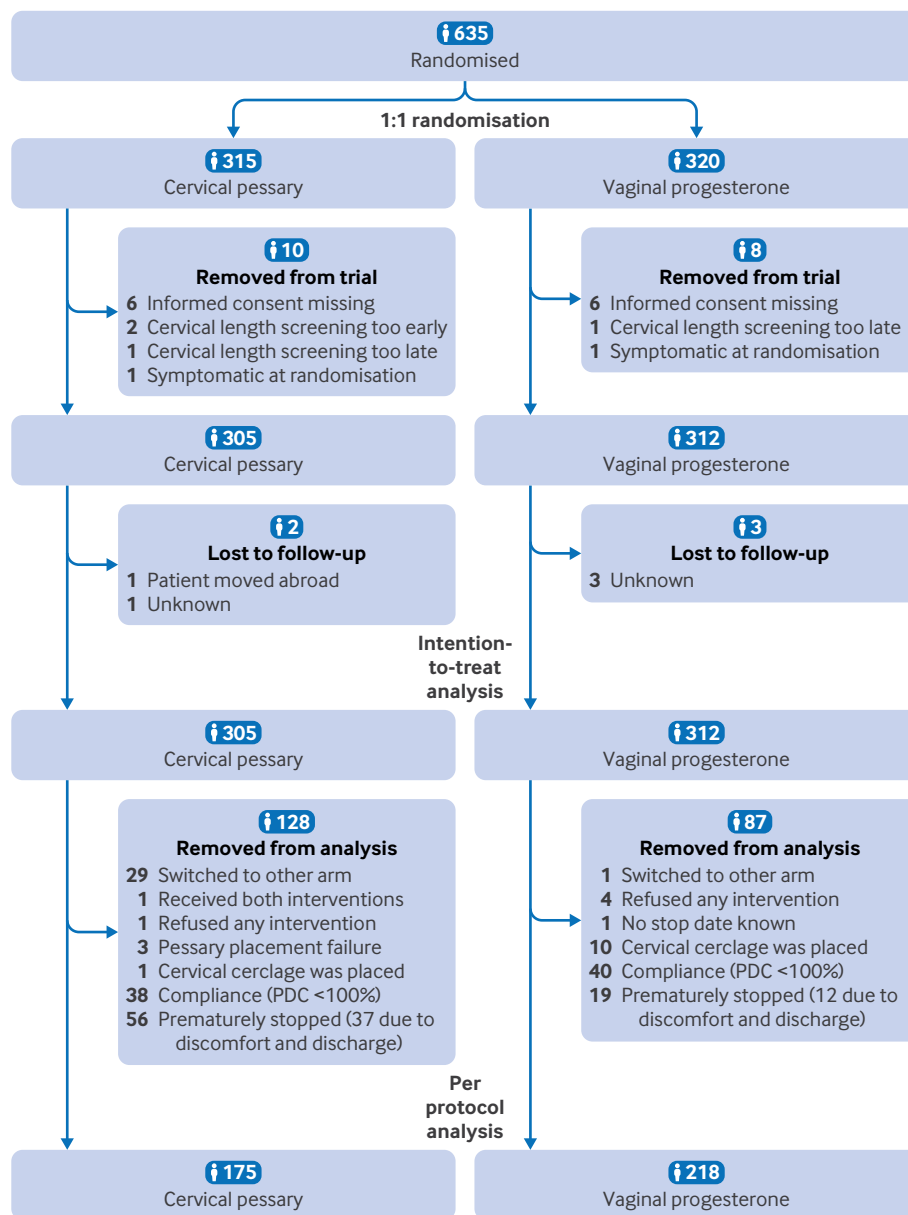 635
Randomised
1:1 randomisation
315
Cervical pessary
320
Vaginal progesterone
10
Removed from trial
6 Informed consent missing
2 Cervical length screening too early
1 Cervical length screening too late
1 Symptomatic at randomisation
8
Removed from trial
6 Informed consent missing
1 Cervical length screening too late
1 Symptomatic at randomisation
305
Cervical pessary
312
Vaginal progesterone
2
Lost to follow-up
1 Patient moved abroad
1 Unknown
3
Lost to follow-up
3 Unknown
Intention-
to-treat
analysis
305
Cervical pessary
312
Vaginal progesterone
128
Removed from analysis
29 Switched to other arm
1 Received both interventions
1 Refused any intervention
3 Pessary placement failure
1 Cervical cerclage was placed
38 Compliance (PDC <100%)
56 Prematurely stopped (37 due to
discomfort and discharge)
87
Removed from analysis
1 Switched to other arm
4 Refused any intervention
1 No stop date known
10 Cervical cerclage was placed
40 Compliance (PDC <100%)
19 Prematurely stopped (12 due to
discomfort and discharge)
Per
protocol
analysis
175
Cervical pessary
218
Vaginal progesterone